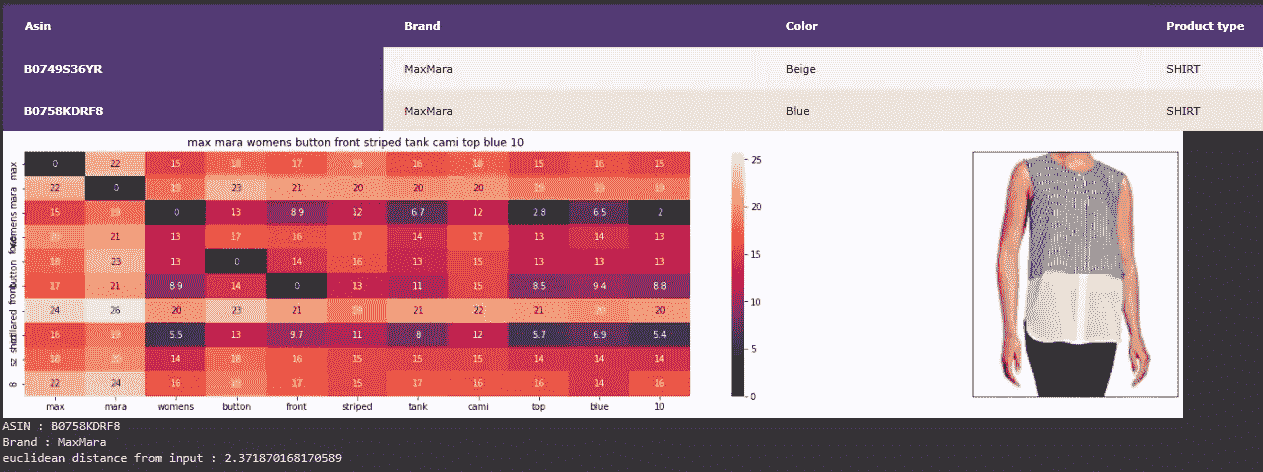 Asin Brand Color Product type
B0749S36YR MaxMara Beige SHIRT
B0758KDRF8 MaxMara Blue SHIRT
max mara womens button front striped tank cami top blue 10
max 0 22 15 18 17 16 18 15 16 15
mara 22 0 19 23 21 20 20 20 19 19 19
womens 15 19 0 13 8.9 12 6.7 12 2.8 6.5 2
21 13 17 16 17 14 17 13 14 13
button 18 23 13 0 14 16 13 15 13 13 13
front 17 21 8.9 14 0 13 11 15 8.5 9.4 8.8
24 26 20 23 21 21 22 21 20 20
16 19 5.5 13 9.7 11 8 12 5.7 6.9 5.4
sz 18 20 14 16 16 15 15 15 14 14 14
8 22 24 16 17 15 17 16 16 14 16
max mara womens button front striped tank cami top blue 10
25
20
15
10
5
0
ASIN : B0758KDRF8
Brand : MaxMara
euclidean distance from input : 2.371870168170589